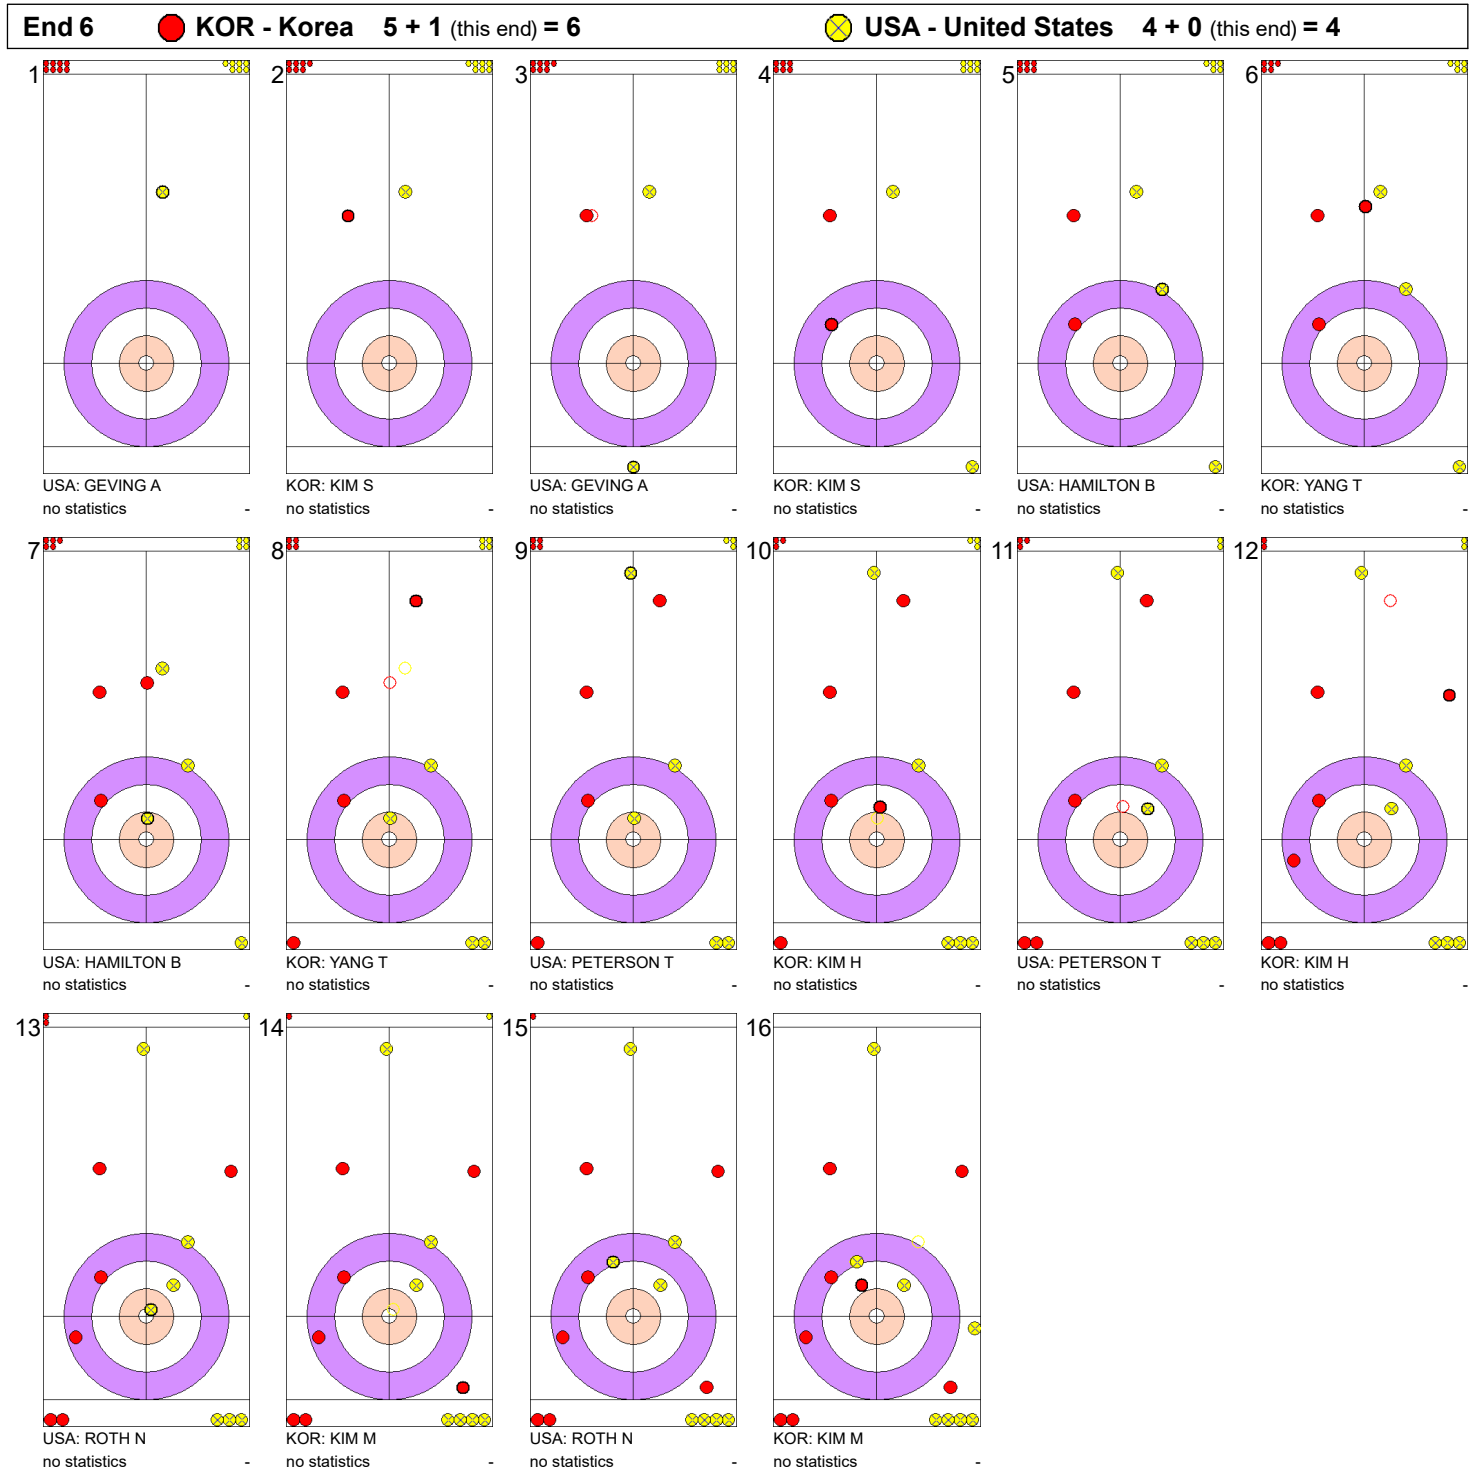 End 6 KOR - Korea 5 + 1 (this end) = 6 USA - United States 4 + 0 (this end) = 4
1 2 3 4 5 6
USA: GEVING A KOR: KIM S USA: GEVING A KOR: KIM S USA: HAMILTON B KOR: YANG T
no statistics - no statistics - no statistics - no statistics - no statistics - no statistics -
7 8 9 10 11 12
USA: HAMILTON B KOR: YANG T USA: PETERSON T KOR: KIM H USA: PETERSON T KOR: KIM H
no statistics - no statistics - no statistics - no statistics - no statistics - no statistics -
13 14 15 16
USA: ROTH N KOR: KIM M USA: ROTH N KOR: KIM M
no statistics - no statistics - no statistics - no statistics -